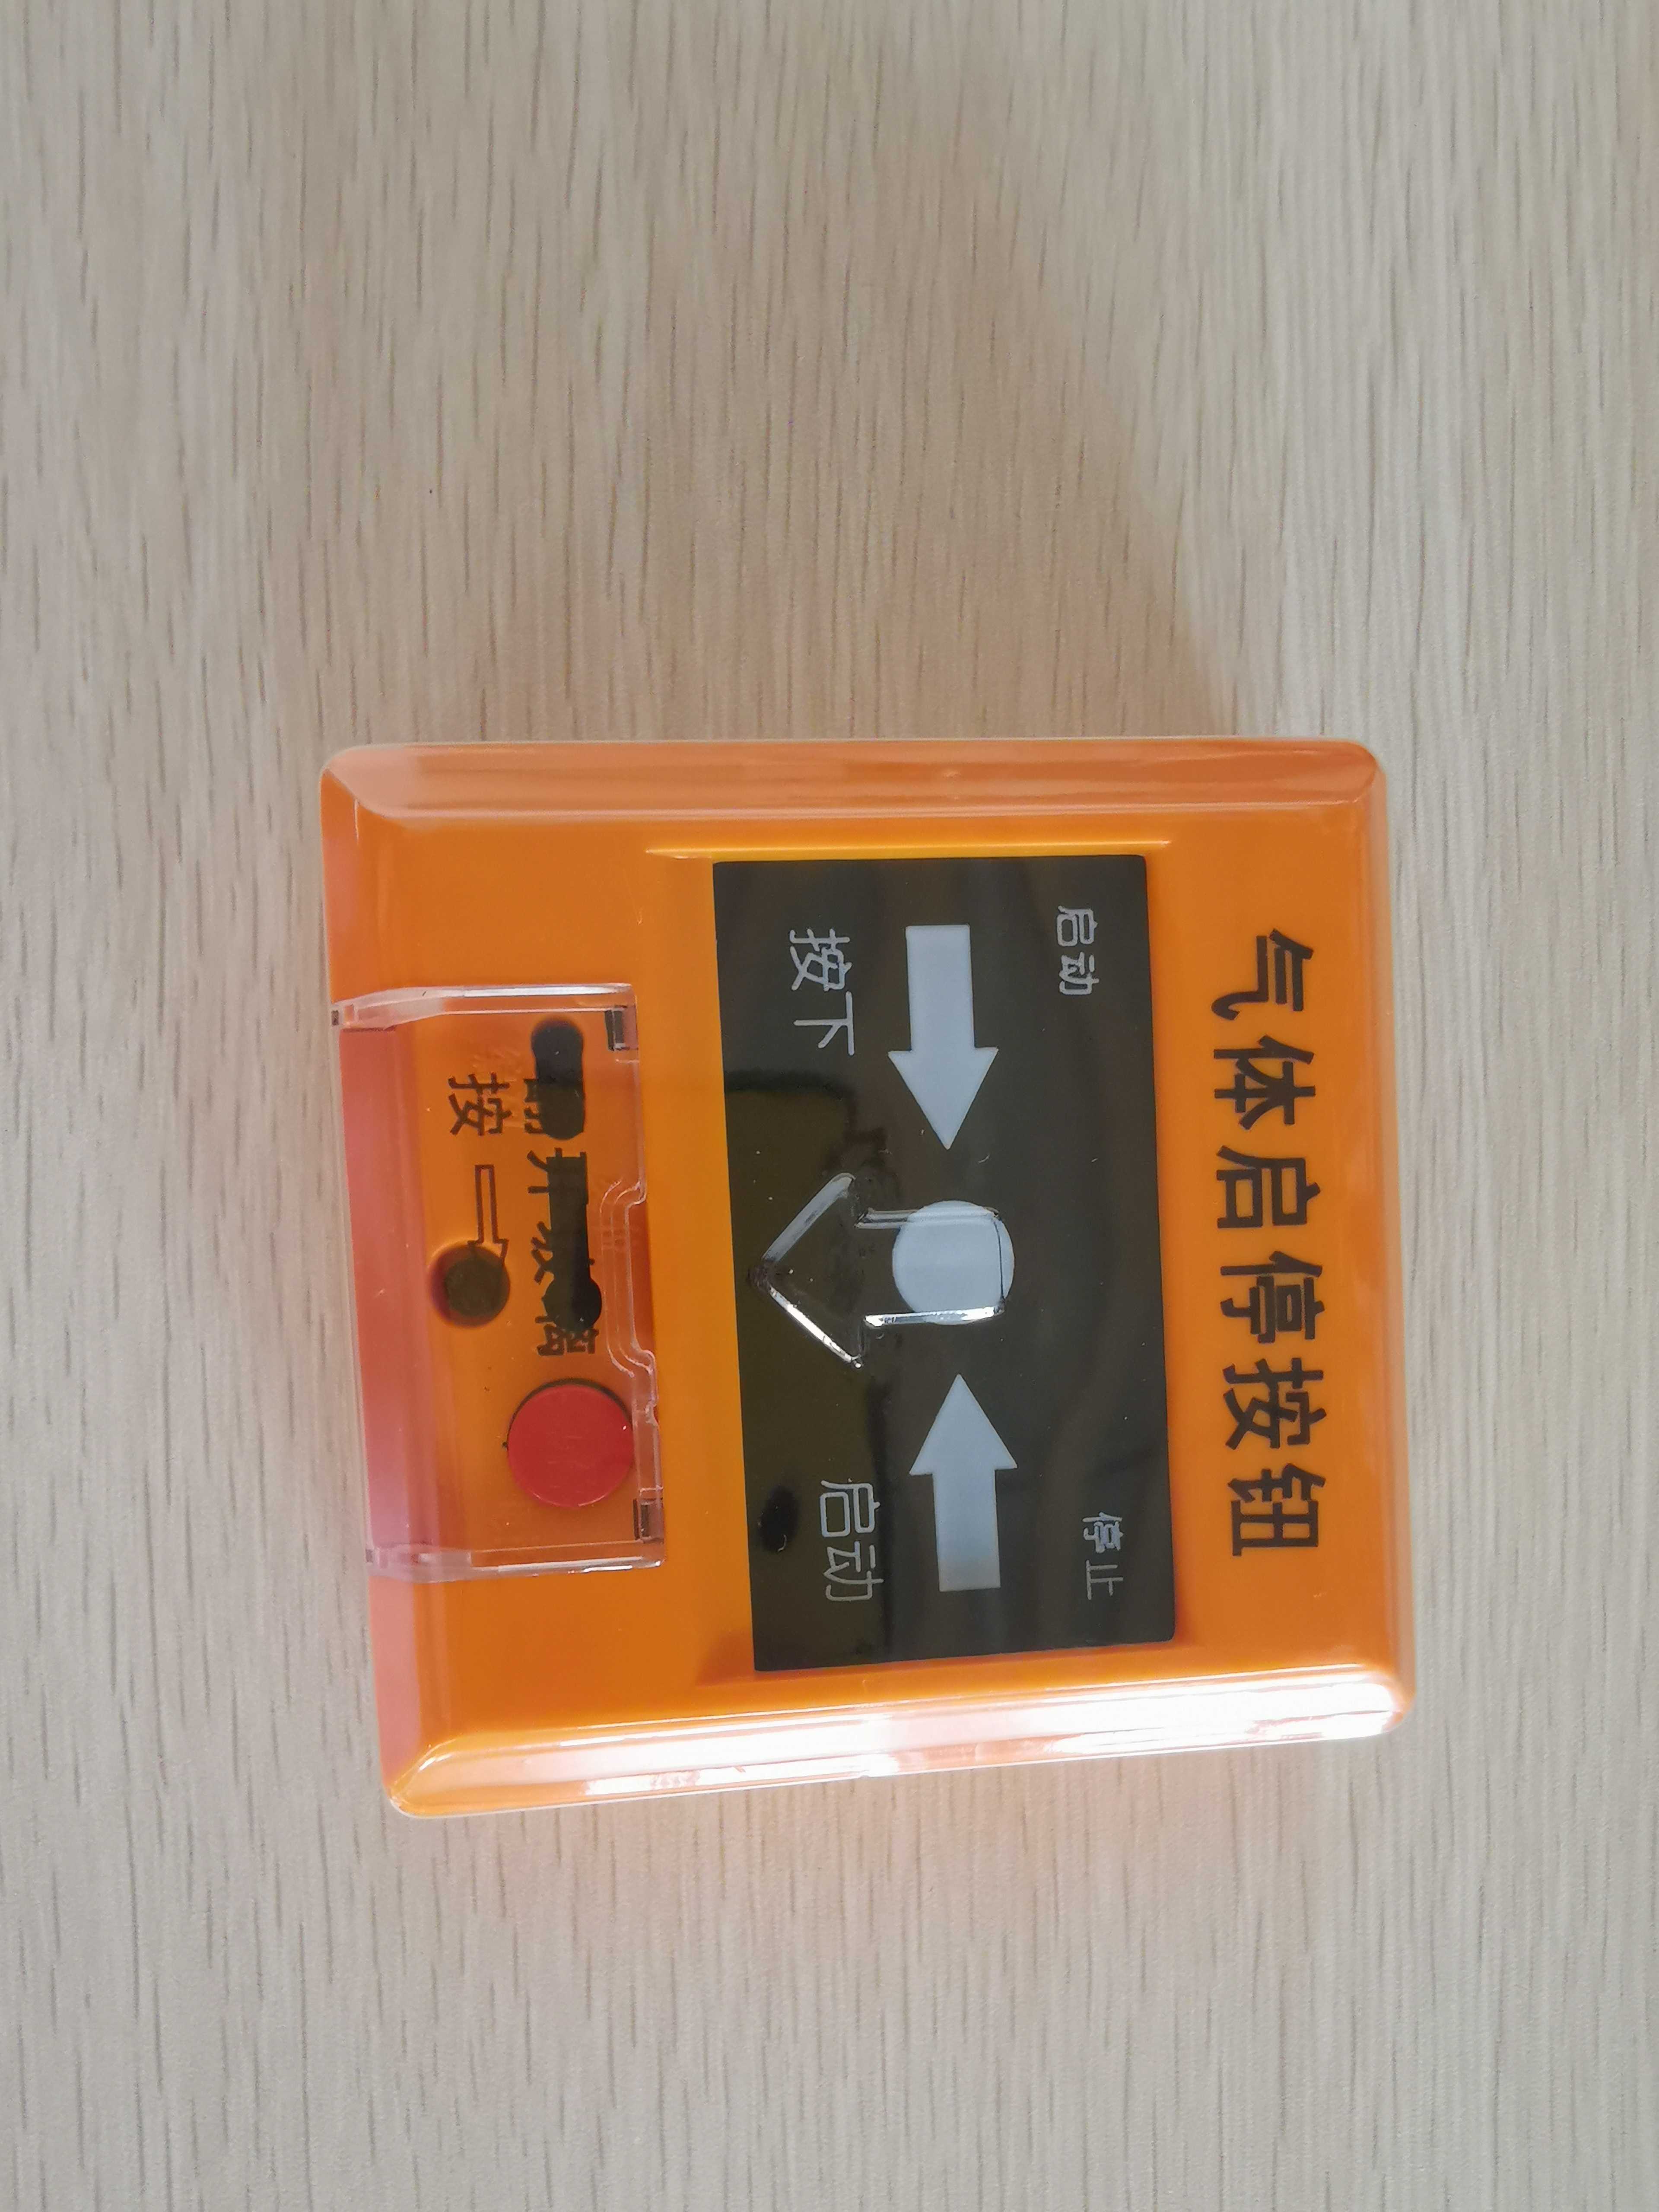 气体启停按钮
启动 停止
按下 启动
按